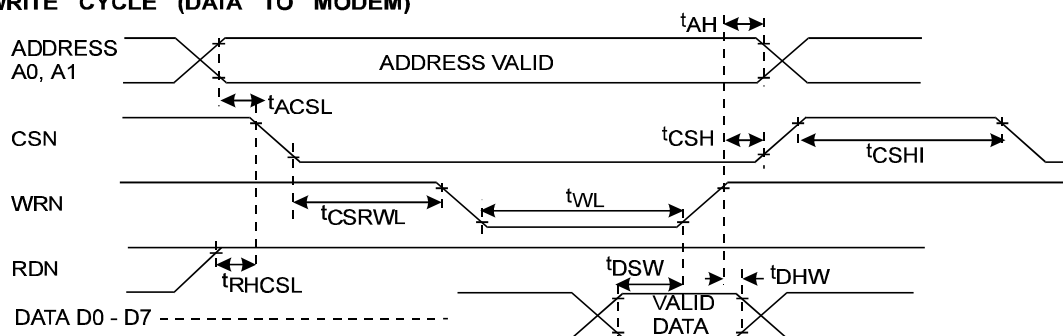 WRITE CYCLE (DATA TO MODEM)
tAH
ADDRESS
A0, A1
ADDRESS VALID
tACSL
CSN
tCSH
tCSHI
WRN
tCSRWL
tWL
RDN
tRHCSL
tDSW
tDHW
DATA D0 - D7
VALID
DATA